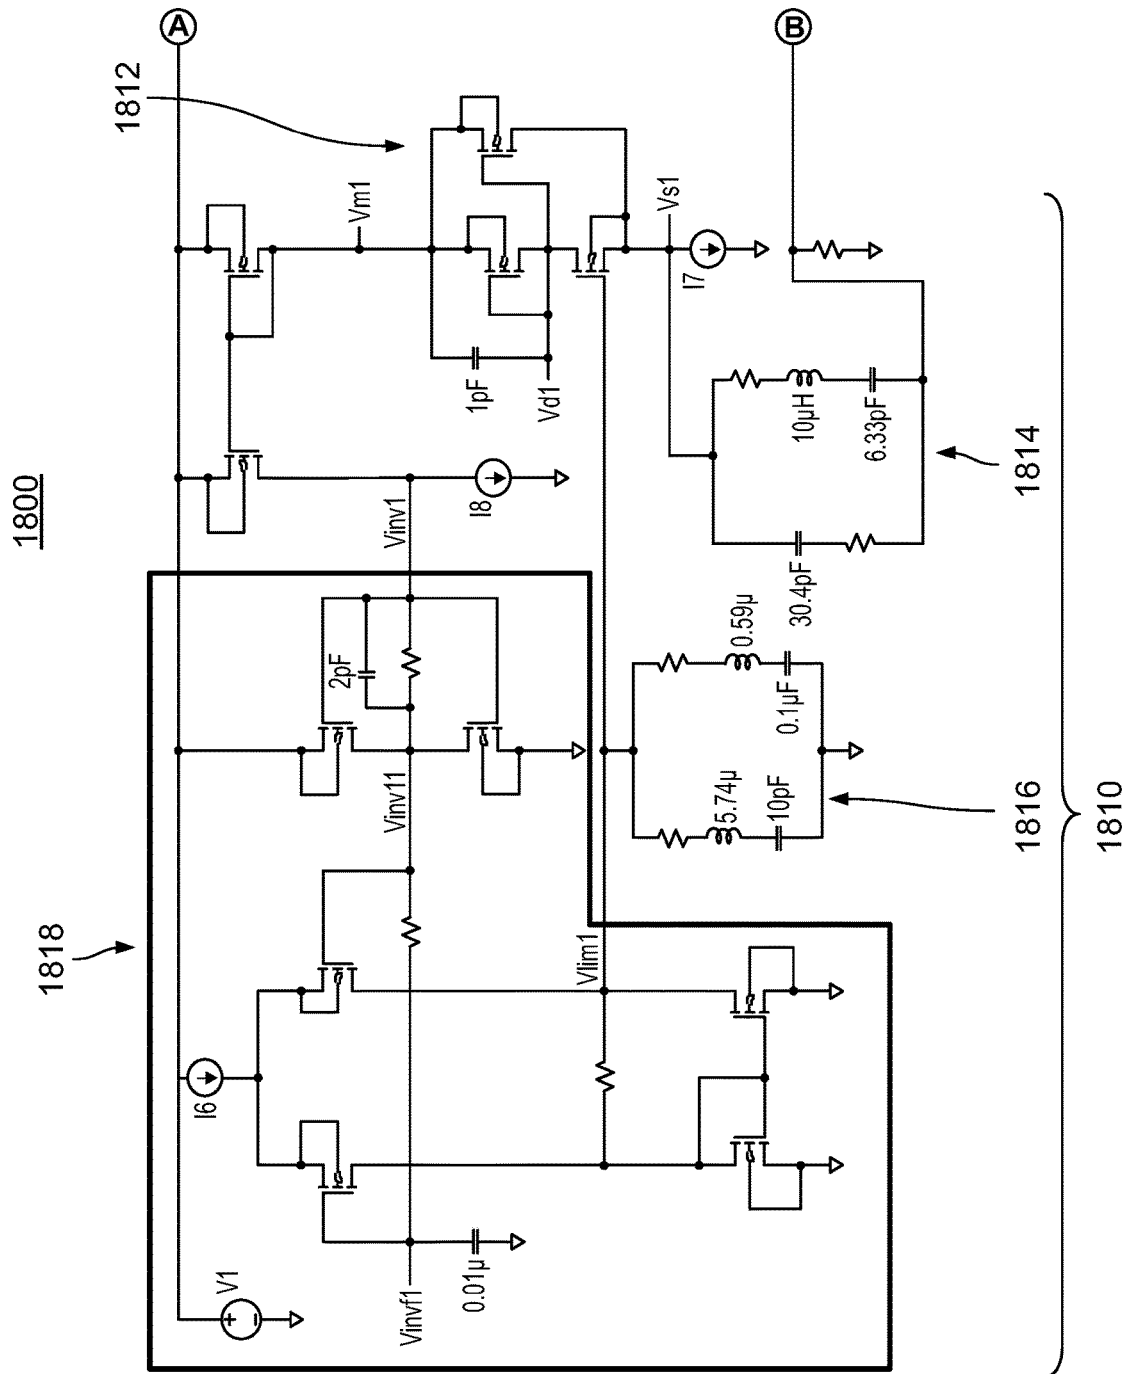 1800
A
1812
Vm1
Vs1
I7
B
1pF
Vd1
10µH
6.33pF
1814
I8
Vinv1
30.4pF
2pF
0.59µ
0.1µF
Vinv11
5.74µ
10pF
1816
1810
1818
Vlim1
I6
V1
+
–
Vinvf1
0.01µ